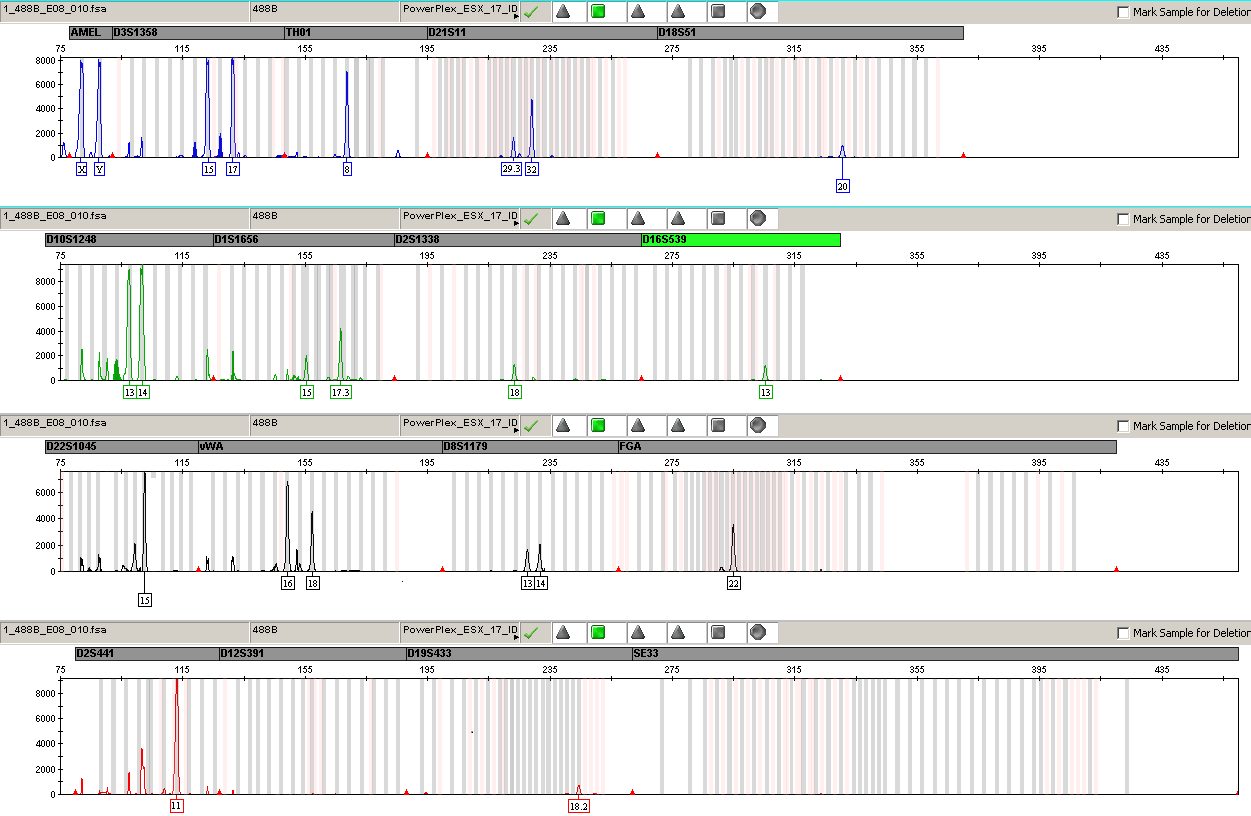 1_488B_E08_010.fsa 488B PowerPlex_ESX_17_ID Mark Sample for Deletion
AMEL D3S1358 TH01 D21S11 D18S51
75 115 155 195 235 275 315 355 395 435
8000
6000
4000
2000
0
X Y 15 17 8 29.3 32
20
1_488B_E08_010.fsa 488B PowerPlex_ESX_17_ID Mark Sample for Deletion
D10S1248 D1S1656 D2S1338 D16S539
75 115 155 195 235 275 315 355 395 435
8000
6000
4000
2000
0
13 14 15 17.3 18 13
1_488B_E08_010.fsa 488B PowerPlex_ESX_17_ID Mark Sample for Deletion
D22S1045 vWA D8S1179 FGA
75 115 155 195 235 275 315 355 395 435
6000
4000
2000
0
16 18 13 14 22
15
1_488B_E08_010.fsa 488B PowerPlex_ESX_17_ID Mark Sample for Deletion
D2S441 D12S391 D19S433 SE33
75 115 155 195 235 275 315 355 395 435
8000
6000
4000
2000
0
11 18.2